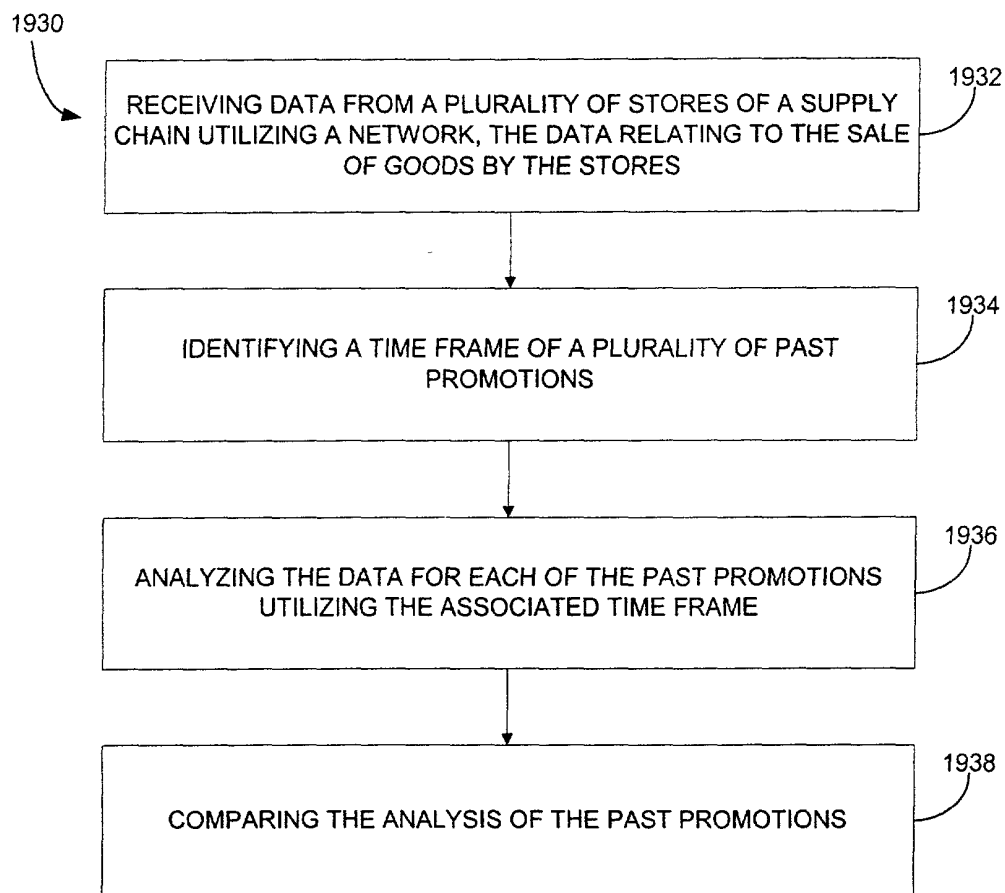 1930
1932
RECEIVING DATA FROM A PLURALITY OF STORES OF A SUPPLY
CHAIN UTILIZING A NETWORK, THE DATA RELATING TO THE SALE
OF GOODS BY THE STORES
1934
IDENTIFYING A TIME FRAME OF A PLURALITY OF PAST
PROMOTIONS
1936
ANALYZING THE DATA FOR EACH OF THE PAST PROMOTIONS
UTILIZING THE ASSOCIATED TIME FRAME
1938
COMPARING THE ANALYSIS OF THE PAST PROMOTIONS